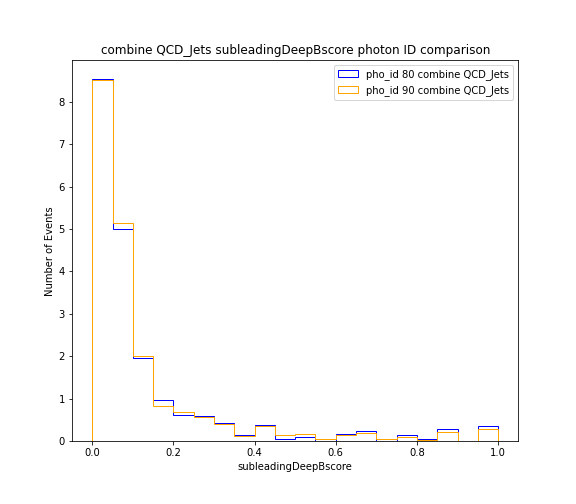 combine QCD_Jets subleadingDeepBscore photon ID comparison
pho_id 80 combine QCD_Jets
pho_id 90 combine QCD_Jets
Number of Events
8
7
6
5
4
3
2
1
0
0.0 0.2 0.4 0.6 0.8 1.0
subleadingDeepBscore